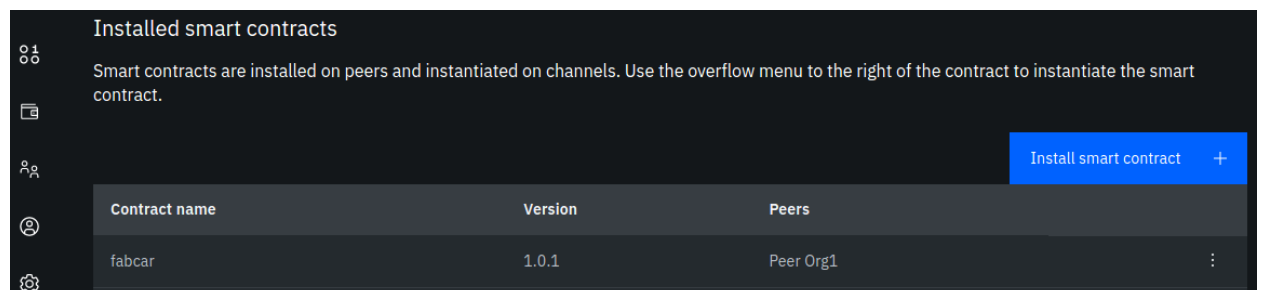 Installed smart contracts
Smart contracts are installed on peers and instantiated on channels. Use the overflow menu to the right of the contract to instantiate the smart
contract.
Install smart contract +
Contract name Version Peers
fabcar 1.0.1 Peer Org1